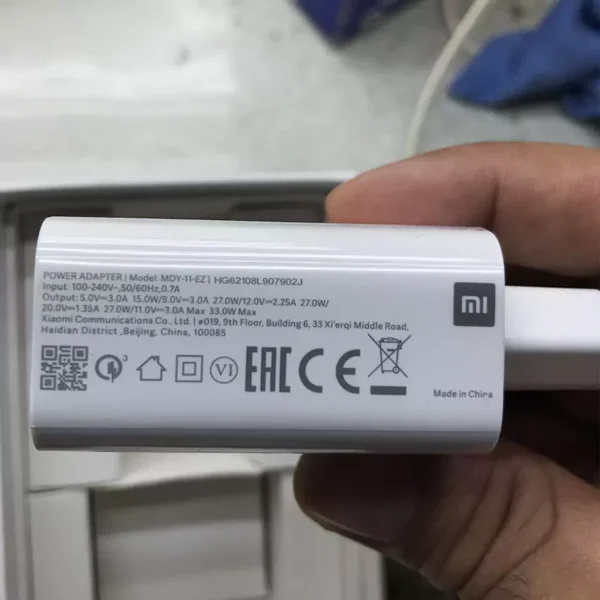 POWER ADAPTER | Model: MDY-11-EZ | HG62108L907902J
Input: 100-240V~,50/60Hz,0.7A
Output: 5.0V⎓3.0A 15.0W/9.0V⎓3.0A 27.0W/12.0V⎓2.25A 27.0W/
20.0V⎓1.35A 27.0W/11.0V⎓3.0A Max 33.0W Max
Xiaomi Communications Co., Ltd. | #019, 9th Floor, Building 6, 33 Xi'erqi Middle Road,
Haidian District ,Beijing, China, 100085
mi
3
VI
EAC
CE
Made in China